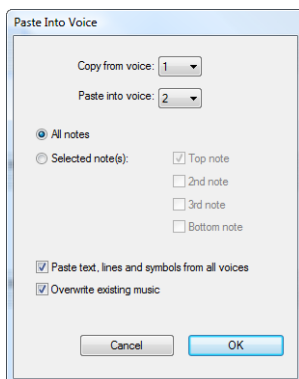 Paste Into Voice
Copy from voice: 1
Paste into voice: 2
All notes
Selected note(s): Top note
2nd note
3rd note
Bottom note
Paste text, lines and symbols from all voices
Overwrite existing music
Cancel OK